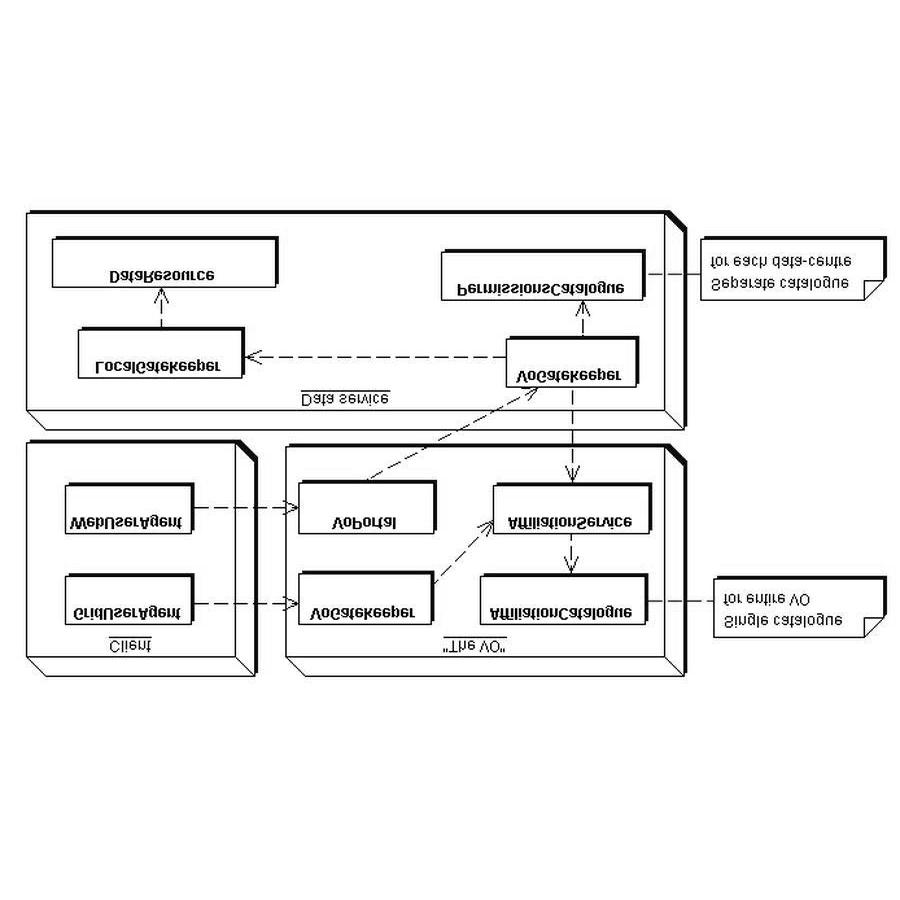 Client
GridUserAgent
WebUserAgent
"The VO"
VoGatekeeper
AffiliationCatalogue
Single catalogue
for entire VO
VoPortal
AffiliationService
Data service
LocalGatekeeper
VoGatekeeper
DataResource
PermissionsCatalogue
Separate catalogue
for each data-centre